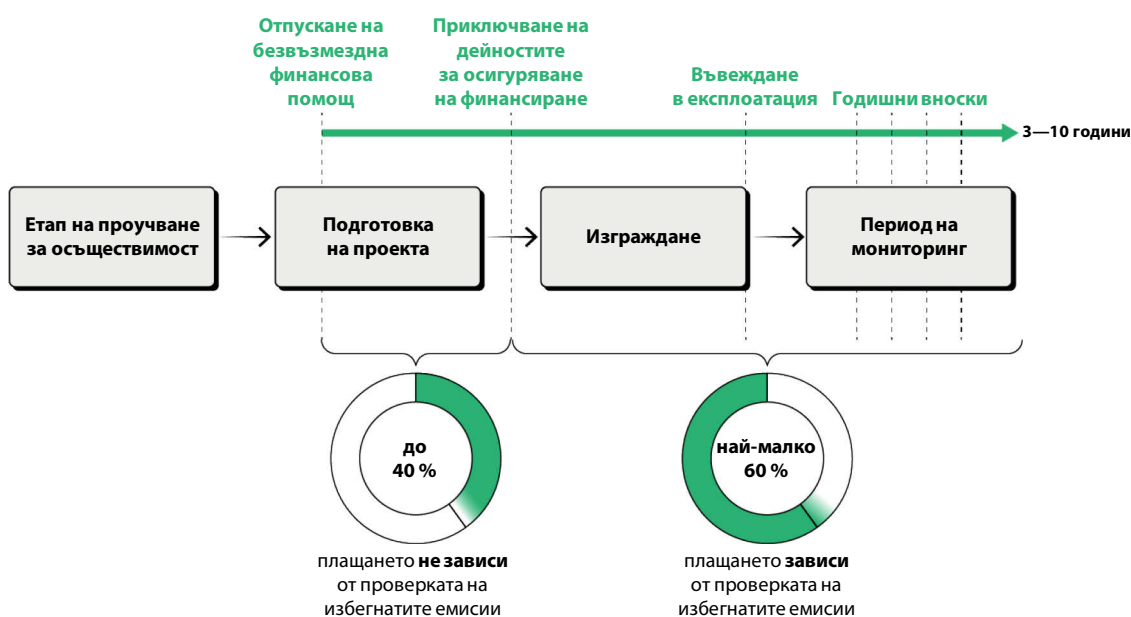 Отпускане на
безвъзмездна
финансова
помощ
Приключване на
дейностите
за осигуряване
на финансиране
Въвеждане
в експлоатация
Годишни вноски
3—10 години
Етап на проучване
за осъществимост
Подготовка
на проекта
Изграждане
Период на
мониторинг
до
40 %
най-малко
60 %
плащането не зависи
от проверката на
избегнатите емисии
плащането зависи
от проверката на
избегнатите емисии